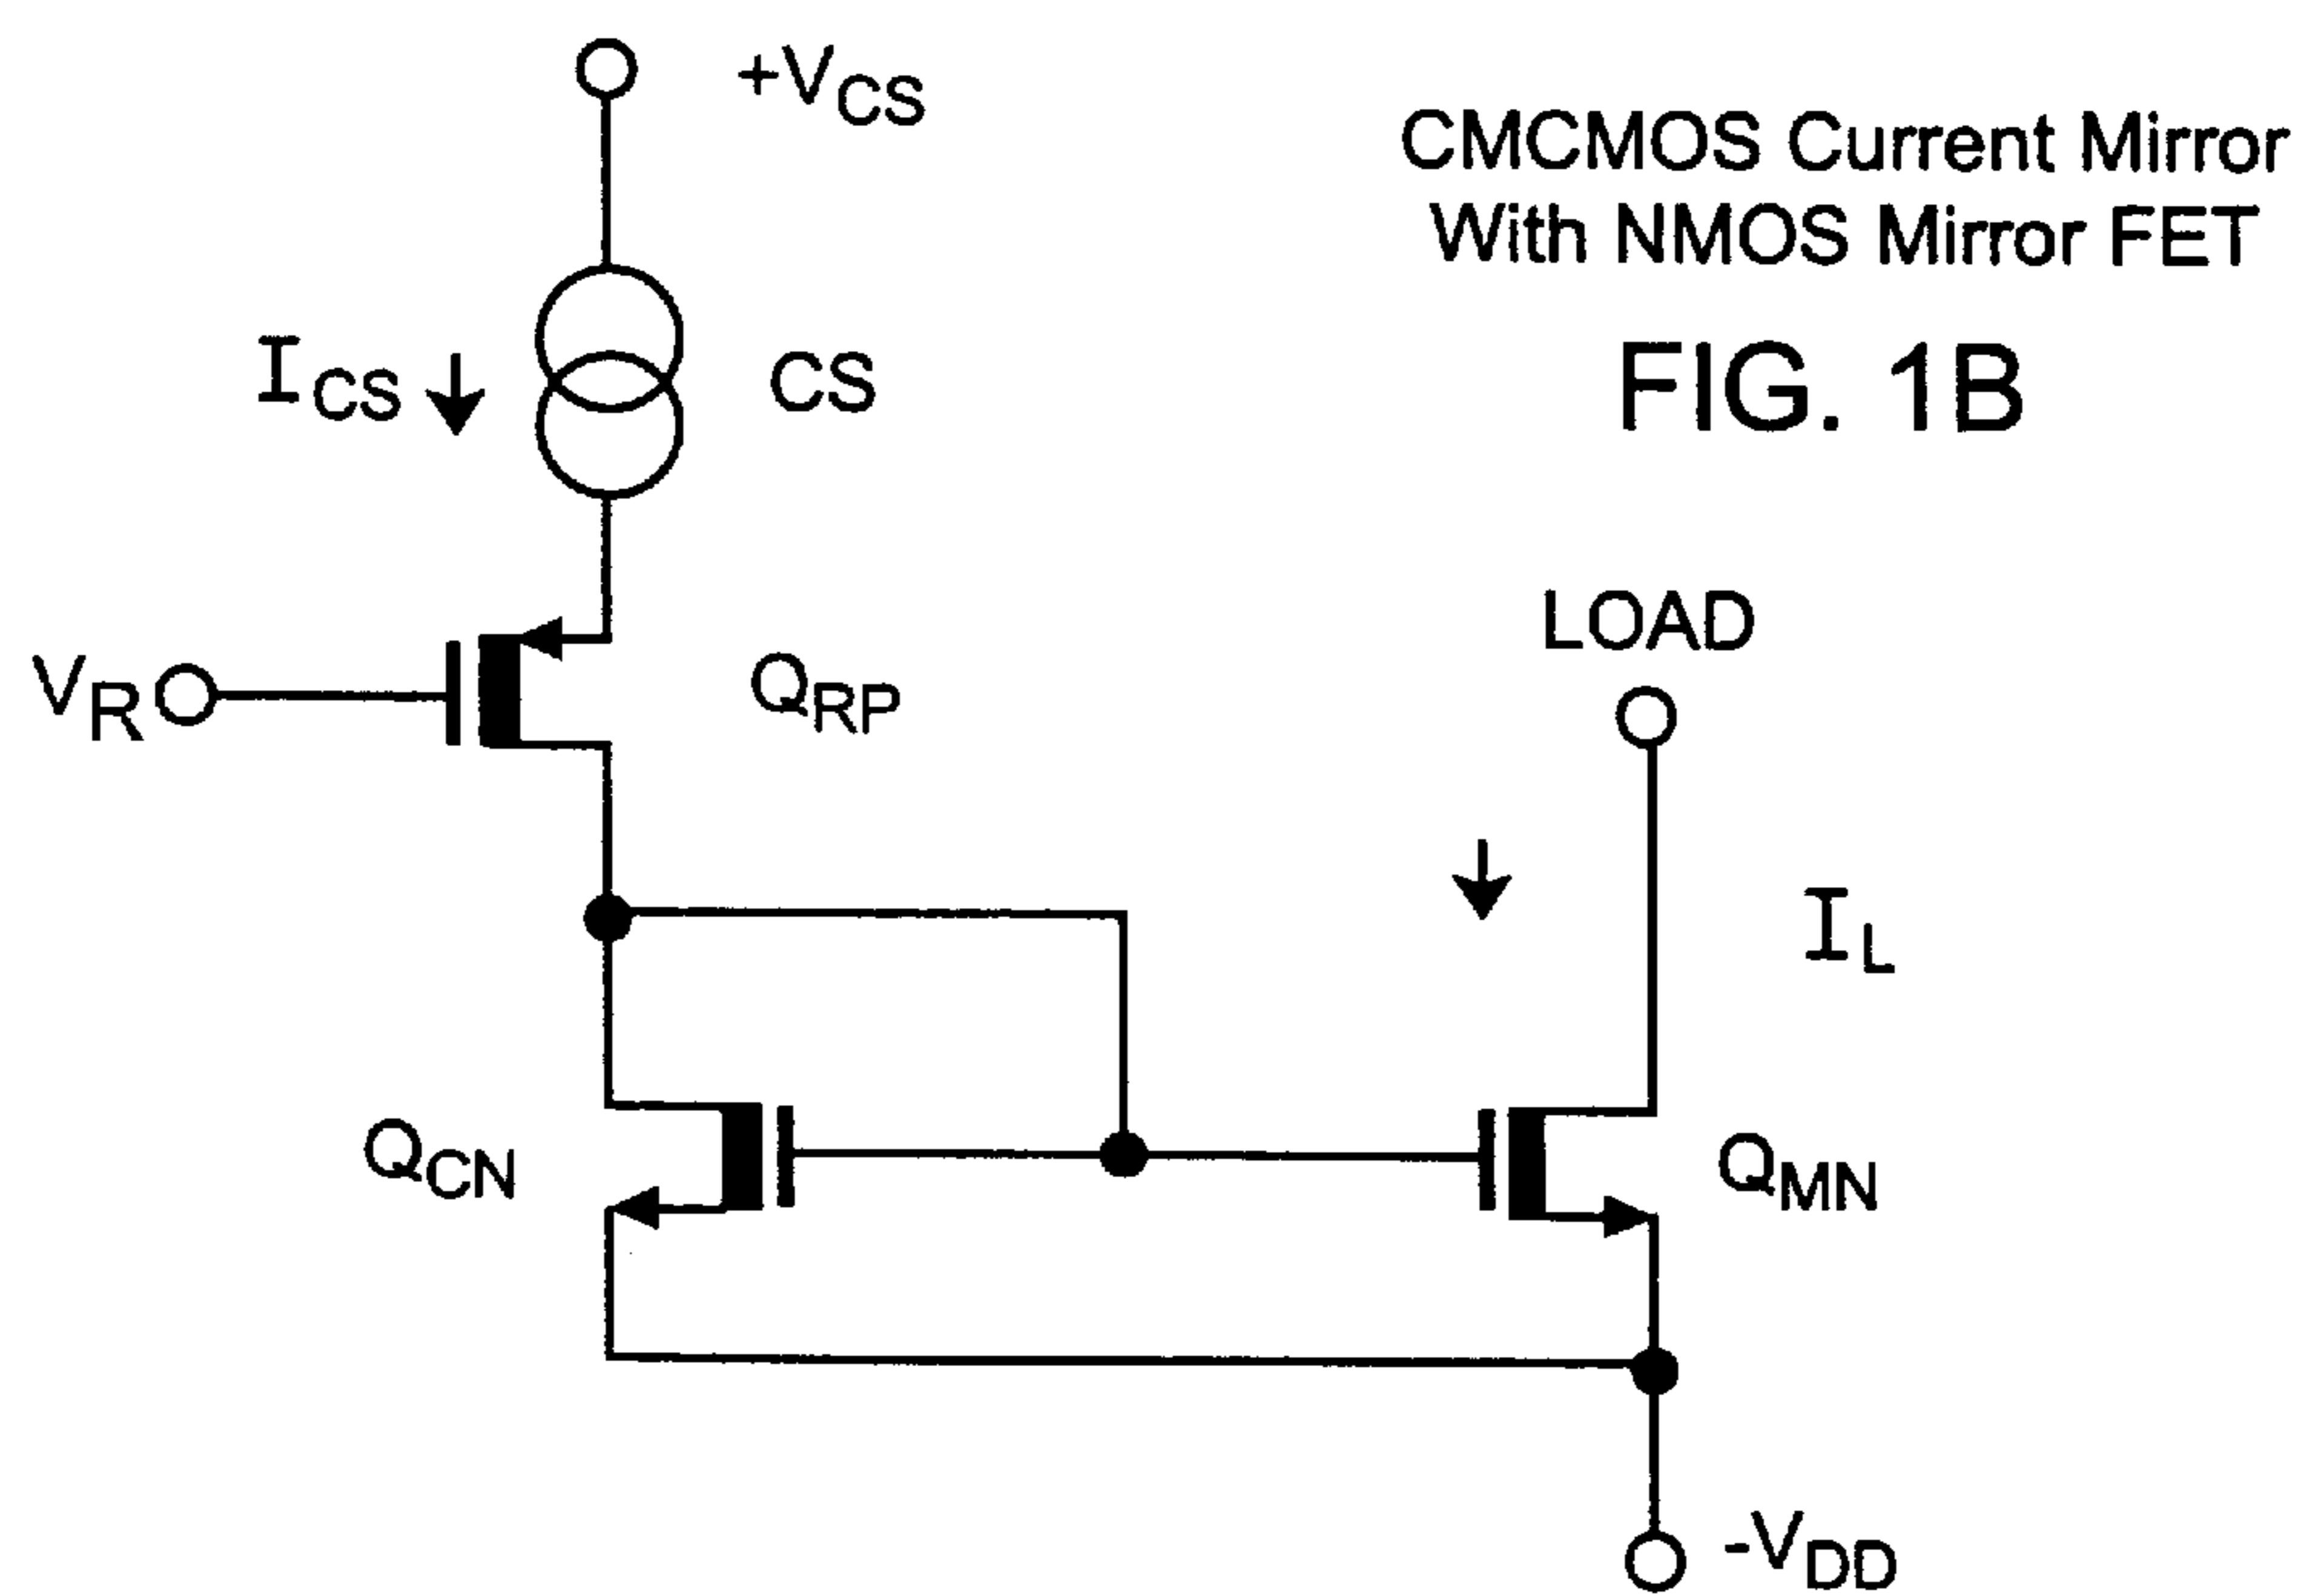 +VCS
CMCMOS Current Mirror
With NMOS Mirror FET
FIG. 1B
ICS
CS
LOAD
VR
QRP
IL
QCN
QMN
-VDD